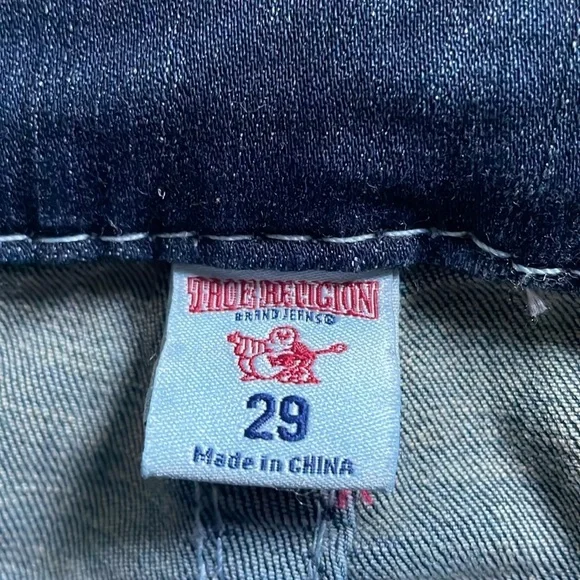 TRUE RELIGION
BRAND JEANS®
29
Made in CHINA